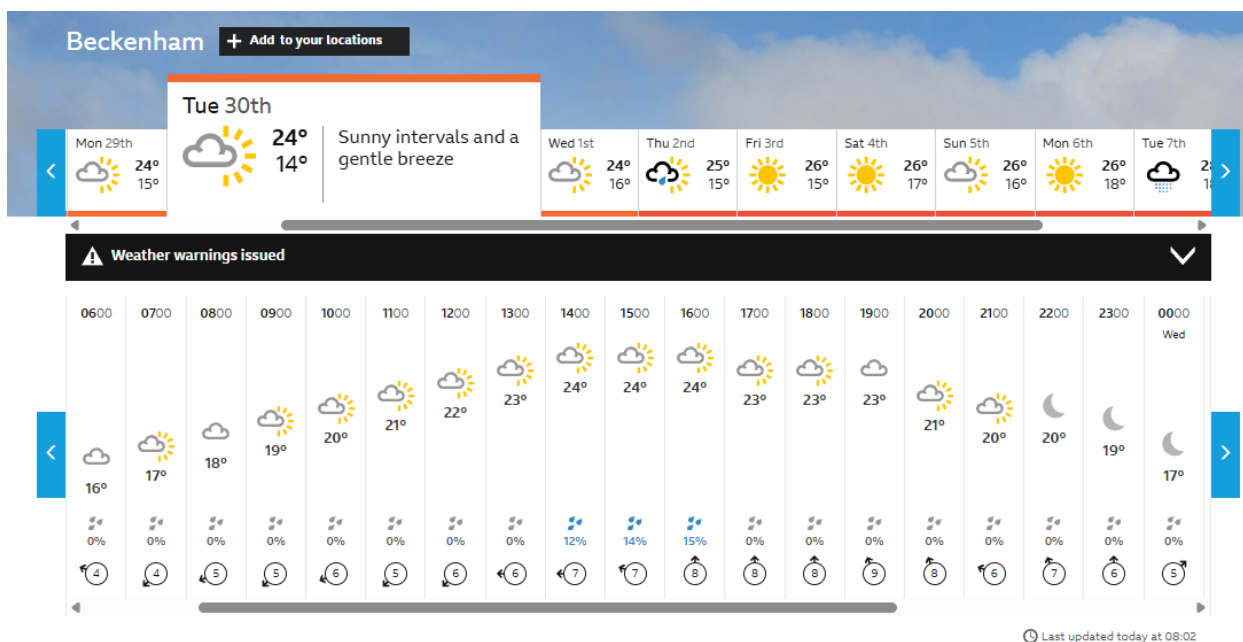 Beckenham + Add to your locations
Tue 30th
24° Sunny intervals and a
14° gentle breeze
Mon 29th
24°
15°
Wed 1st
24°
16°
Thu 2nd
25°
15°
Fri 3rd
26°
15°
Sat 4th
26°
17°
Sun 5th
26°
16°
Mon 6th
26°
18°
Tue 7th
Weather warnings issued
0600 0700 0800 0900 1000 1100 1200 1300 1400 1500 1600 1700 1800 1900 2000 2100 2200 2300 0000
Wed
16° 17° 18° 19° 20° 21° 22° 23° 24° 24° 24° 23° 23° 23° 21° 20° 20° 19° 17°
0% 0% 0% 0% 0% 0% 0% 0% 12% 14% 15% 0% 0% 0% 0% 0% 0% 0% 0%
4 4 5 5 6 5 6 6 7 7 8 8 8 9 8 6 7 6 5
Last updated today at 08:02